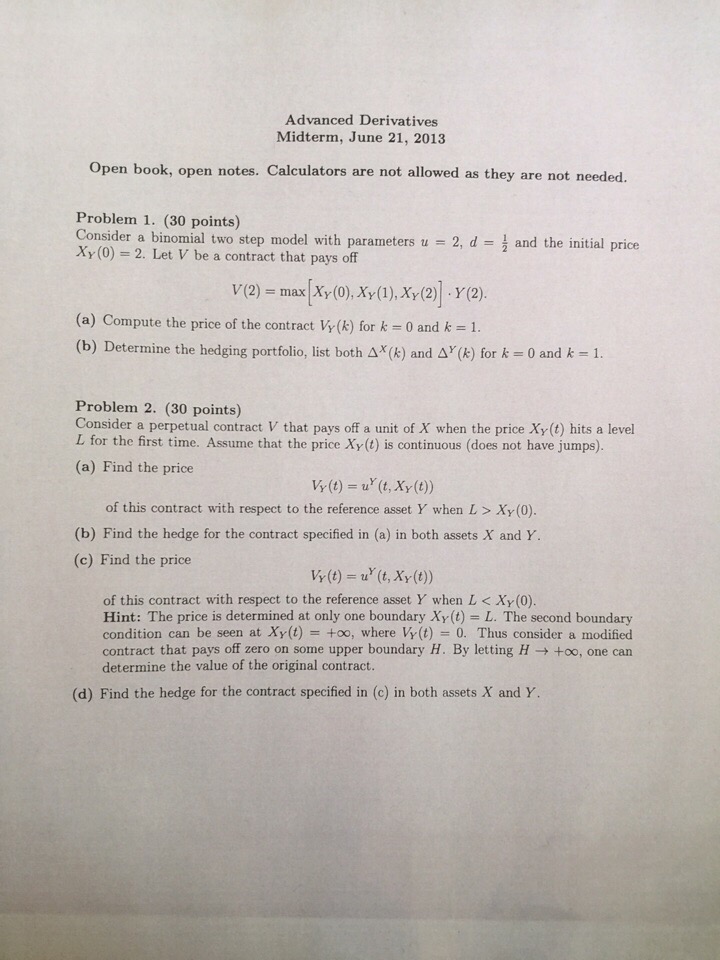 Advanced Derivatives
Midterm, June 21, 2013
Open book, open notes. Calculators are not allowed as they are not needed.
Problem 1. (30 points)
Consider a binomial two step model with parameters u = 2, d = 1/2 and the initial price
X_Y(0) = 2. Let V be a contract that pays off
V(2) = max[X_Y(0), X_Y(1), X_Y(2)] · Y(2).
(a) Compute the price of the contract V_Y(k) for k = 0 and k = 1.
(b) Determine the hedging portfolio, list both Δ^X(k) and Δ^Y(k) for k = 0 and k = 1.
Problem 2. (30 points)
Consider a perpetual contract V that pays off a unit of X when the price X_Y(t) hits a level
L for the first time. Assume that the price X_Y(t) is continuous (does not have jumps).
(a) Find the price
V_Y(t) = u^Y(t, X_Y(t))
of this contract with respect to the reference asset Y when L > X_Y(0).
(b) Find the hedge for the contract specified in (a) in both assets X and Y.
(c) Find the price
V_Y(t) = u^Y(t, X_Y(t))
of this contract with respect to the reference asset Y when L < X_Y(0).
Hint: The price is determined at only one boundary X_Y(t) = L. The second boundary
condition can be seen at X_Y(t) = +∞, where V_Y(t) = 0. Thus consider a modified
contract that pays off zero on some upper boundary H. By letting H → +∞, one can
determine the value of the original contract.
(d) Find the hedge for the contract specified in (c) in both assets X and Y.